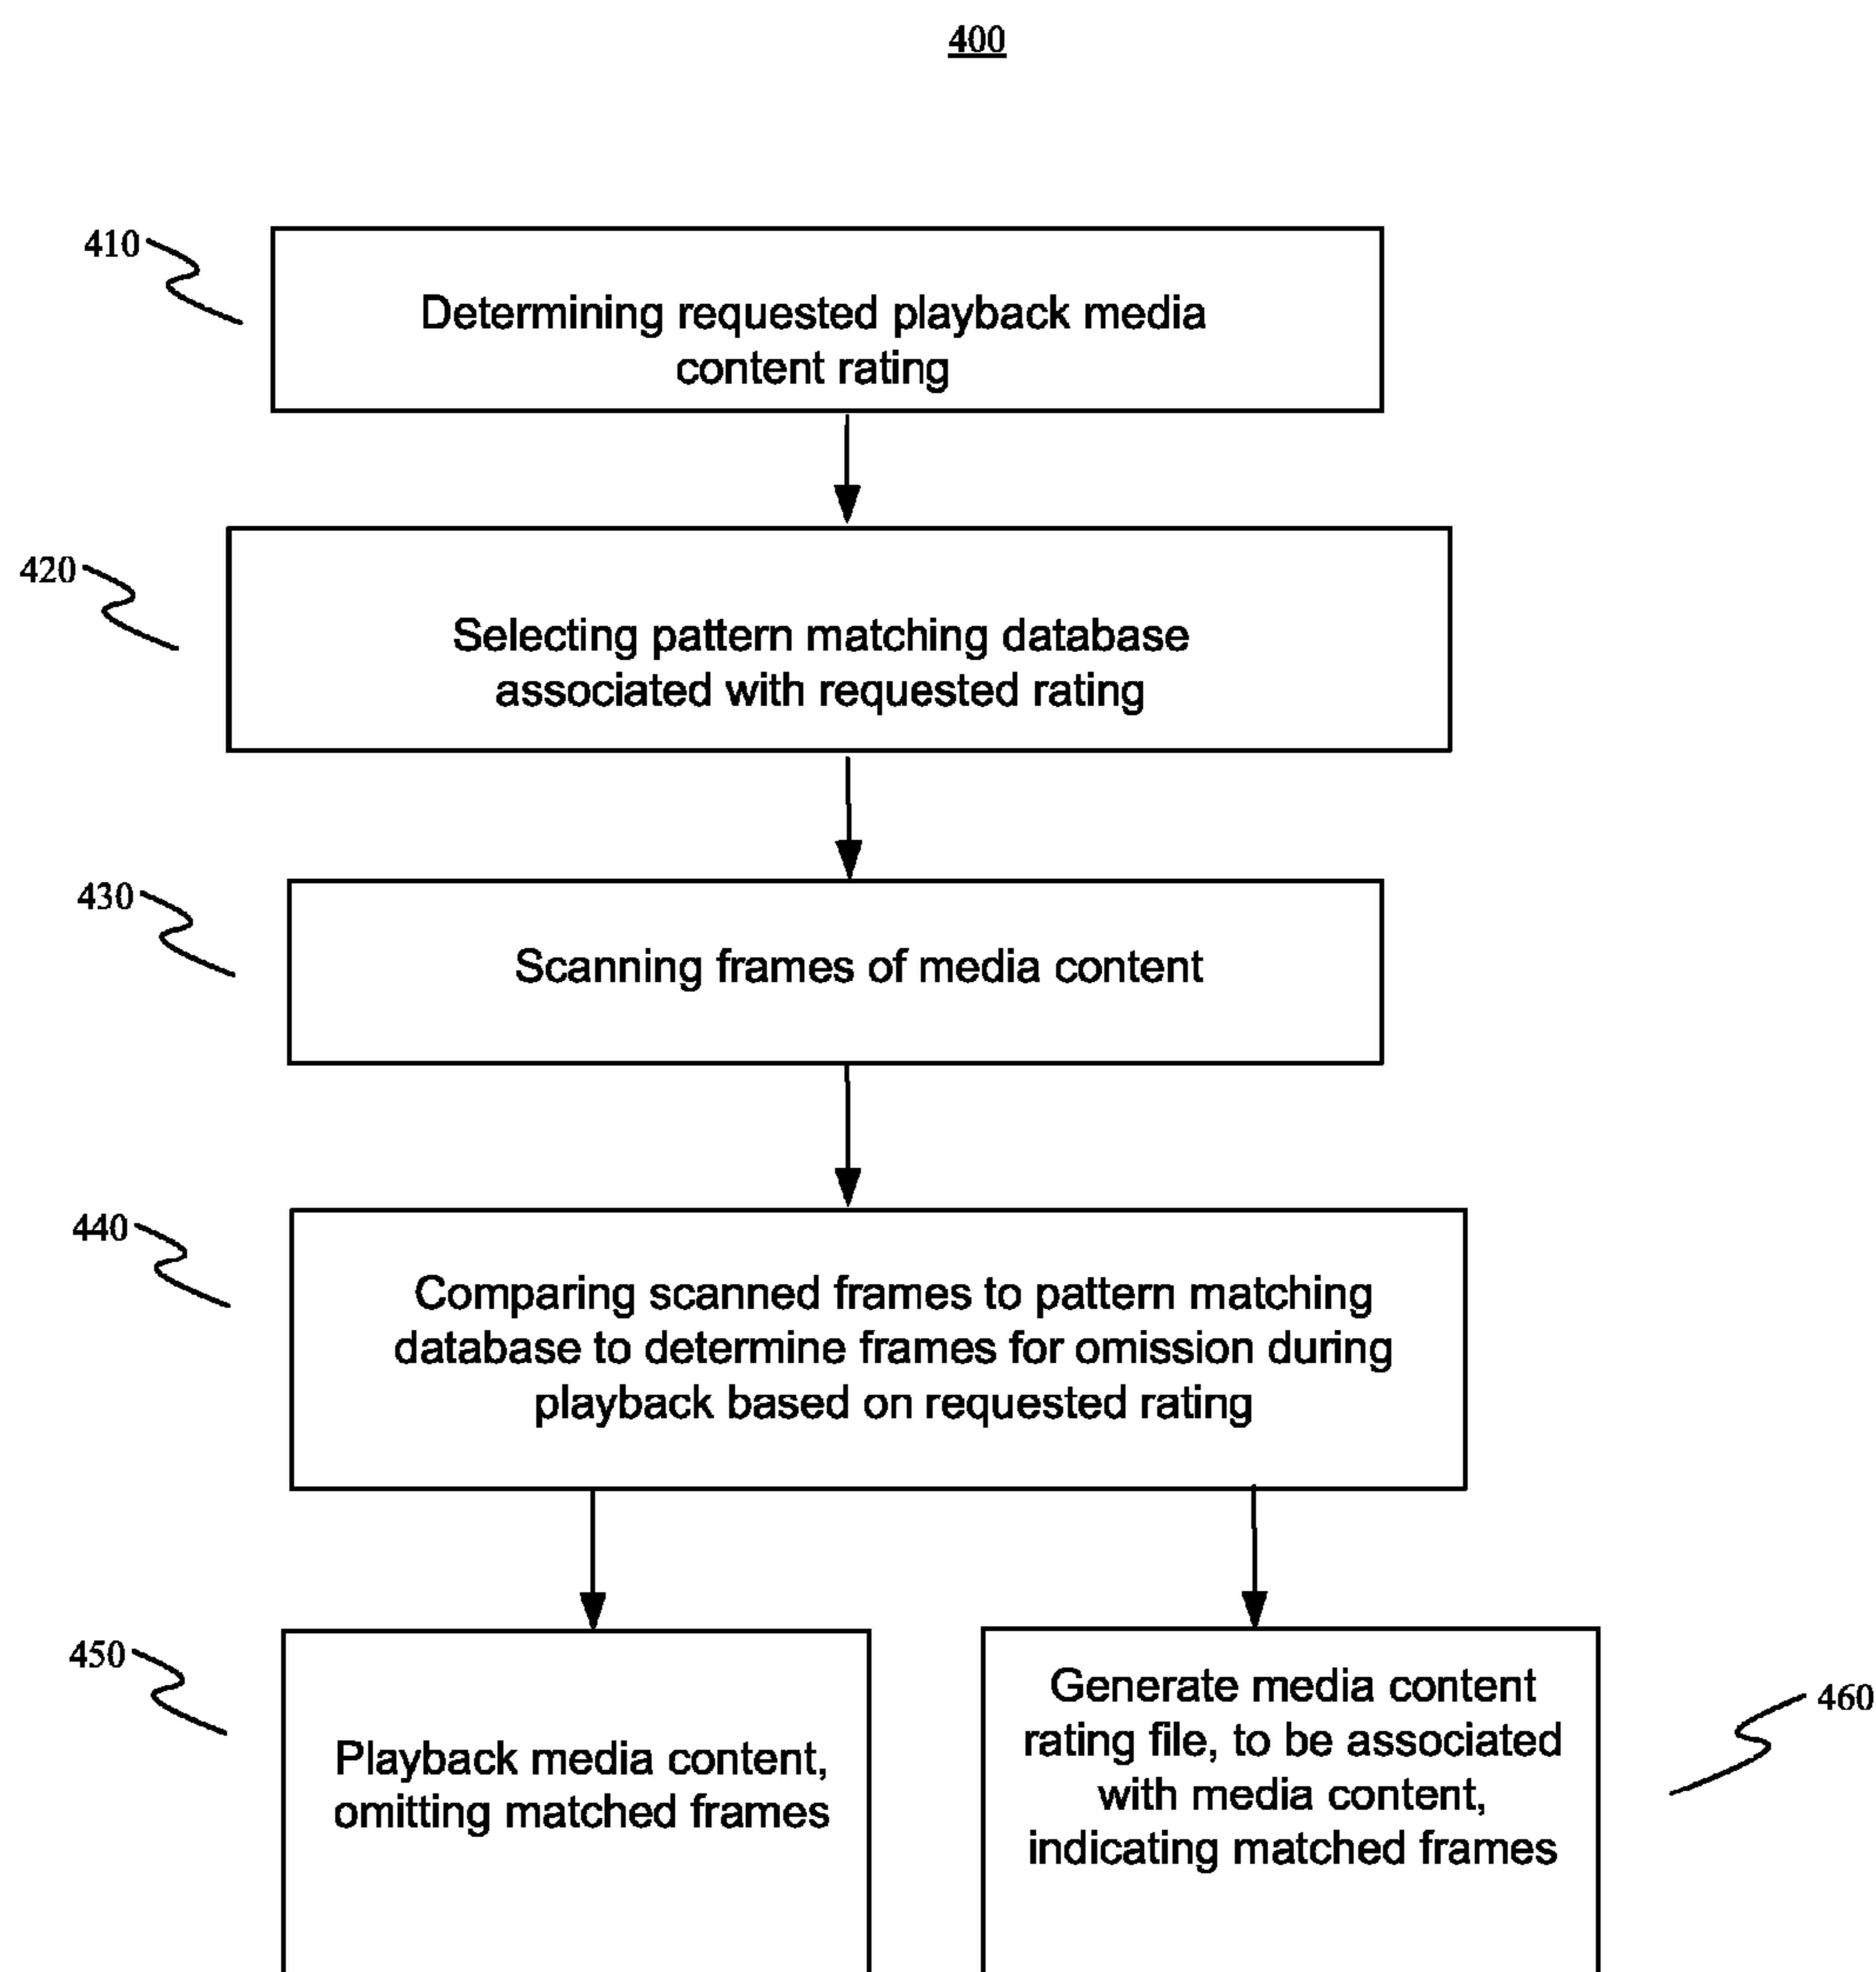 400
410
Determining requested playback media
content rating
420
Selecting pattern matching database
associated with requested rating
430
Scanning frames of media content
440
Comparing scanned frames to pattern matching
database to determine frames for omission during
playback based on requested rating
450
Playback media content,
omitting matched frames
460
Generate media content
rating file, to be associated
with media content,
indicating matched frames